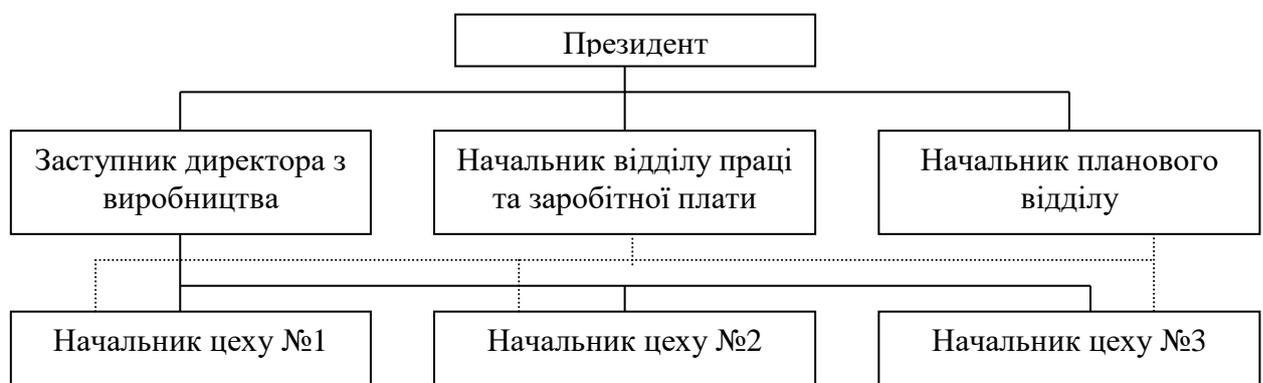 Президент
Заступник директора з
виробництва
Начальник відділу праці
та заробітної плати
Начальник планового
відділу
Начальник цеху №1
Начальник цеху №2
Начальник цеху №3